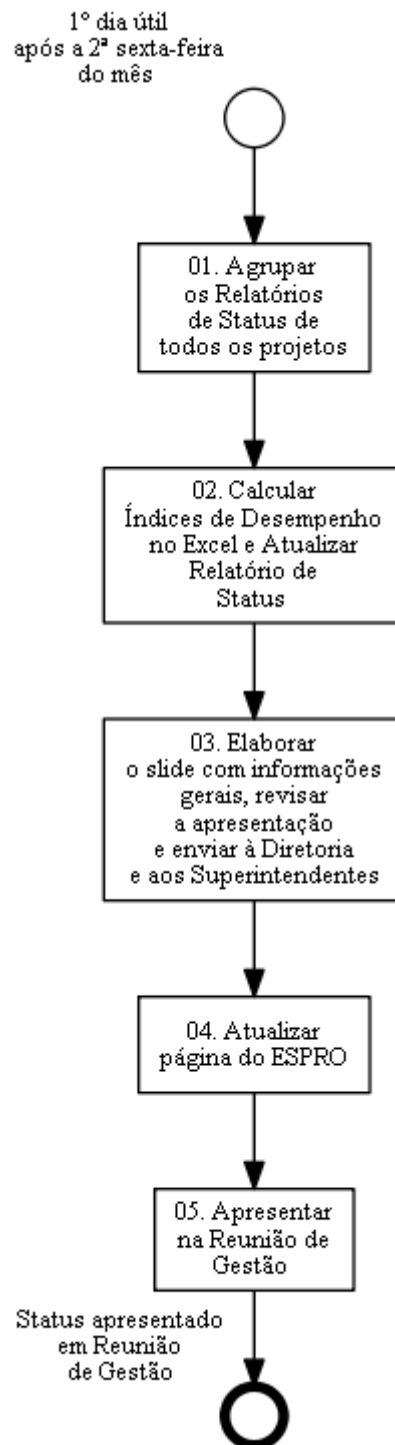 1º dia útil
após a 2ª sexta-feira
do mês
01. Agrupar
os Relatórios
de Status de
todos os projetos
02. Calcular
Índices de Desempenho
no Excel e Atualizar
Relatório de
Status
03. Elaborar
o slide com informações
gerais, revisar
a apresentação
e enviar à Diretoria
e aos Superintendentes
04. Atualizar
página do ESPRO
05. Apresentar
na Reunião de
Gestão
Status apresentado
em Reunião
de Gestão